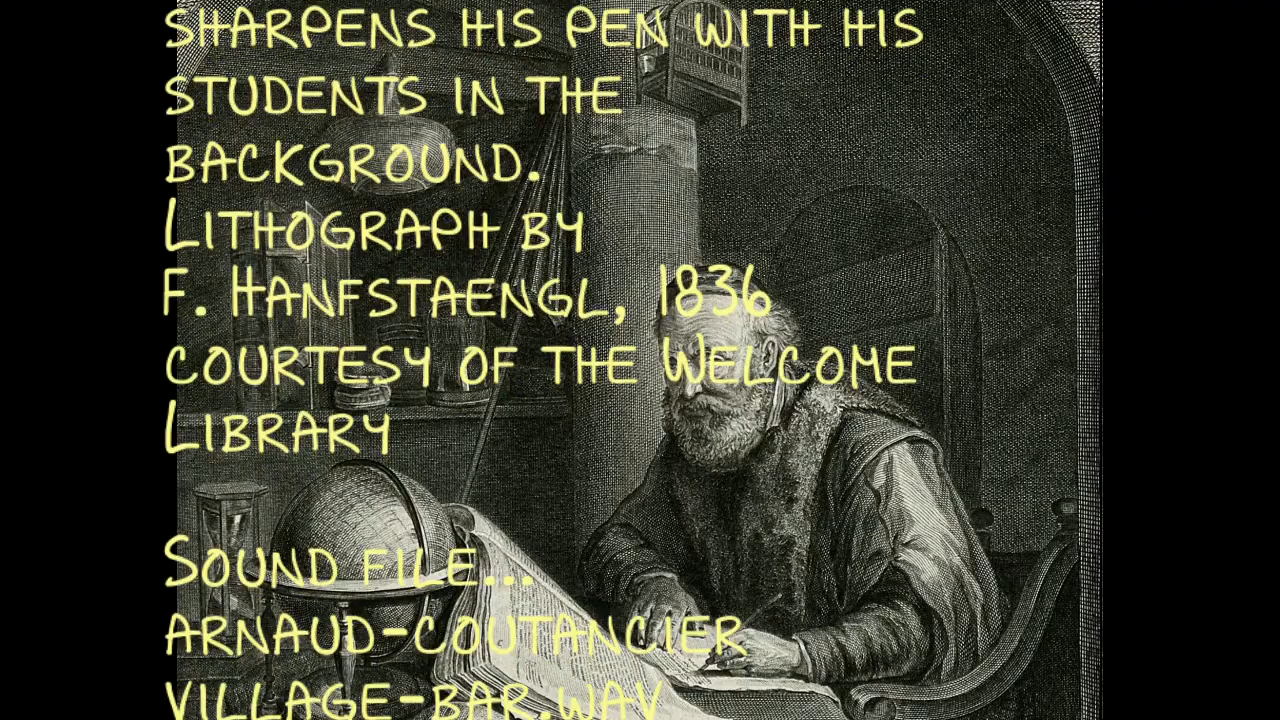 SHARPENS HIS PEN WITH HIS
STUDENTS IN THE
BACKGROUND.
LITHOGRAPH BY
F. HANFSTAENGL, 1836
COURTESY OF THE WELCOME
LIBRARY
SOUND FILE...
ARNAUD-COUTANCIER
VILLAGE-BAR.WAV